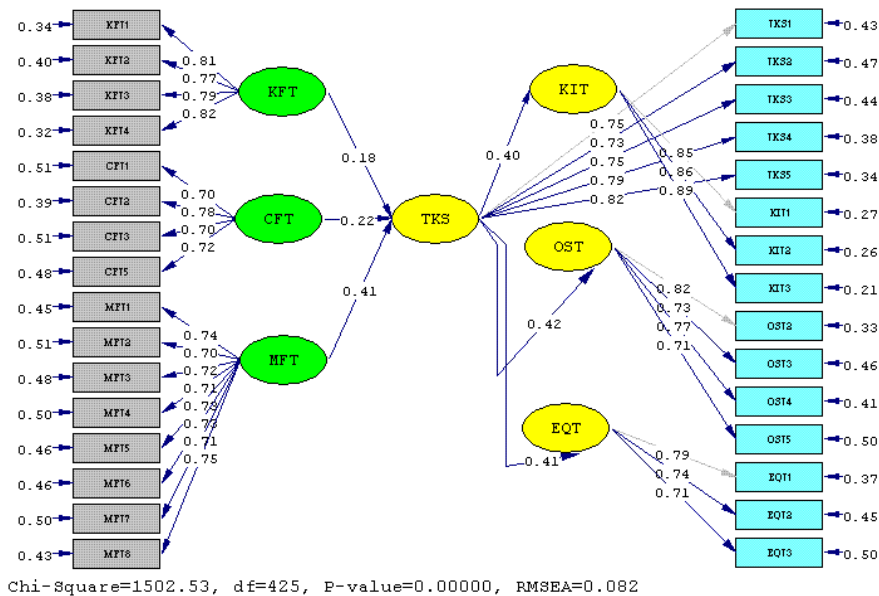 0.34 KFT1
0.40 KFT2
0.38 KFT3
0.32 KFT4
0.51 CFT1
0.39 CFT2
0.51 CFT3
0.48 CFT5
0.45 MFT1
0.51 MFT2
0.48 MFT3
0.50 MFT4
0.46 MFT5
0.46 MFT6
0.50 MFT7
0.43 MFT8
0.81
0.77
0.79
0.82
0.70
0.78
0.70
0.72
0.74
0.70
0.72
0.71
0.73
0.73
0.71
0.75
KFT
CFT
MFT
0.18
0.22
0.41
TKS
0.40
0.42
0.41
KIT
OST
EQT
0.75
0.73
0.75
0.79
0.82
0.85
0.86
0.89
0.82
0.73
0.77
0.71
0.79
0.74
0.71
TKS1 0.43
TKS2 0.47
TKS3 0.44
TKS4 0.38
TKS5 0.34
KIT1 0.27
KIT2 0.26
KIT3 0.21
OST2 0.33
OST3 0.46
OST4 0.41
OST5 0.50
EQT1 0.37
EQT2 0.45
EQT3 0.50
Chi-Square=1502.53, df=425, P-value=0.00000, RMSEA=0.082